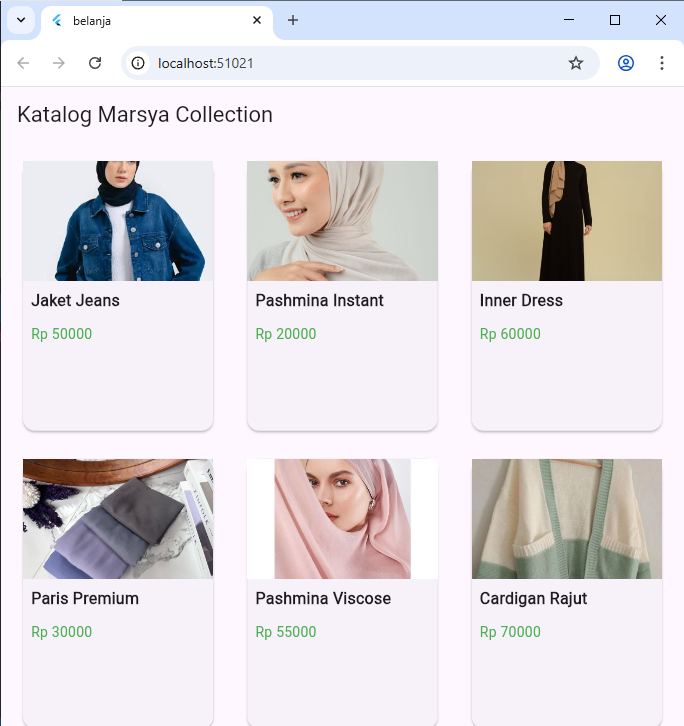 belanja
localhost:51021
Katalog Marsya Collection
Jaket Jeans
Rp 50000
Pashmina Instant
Rp 20000
Inner Dress
Rp 60000
Paris Premium
Rp 30000
Pashmina Viscose
Rp 55000
Cardigan Rajut
Rp 70000